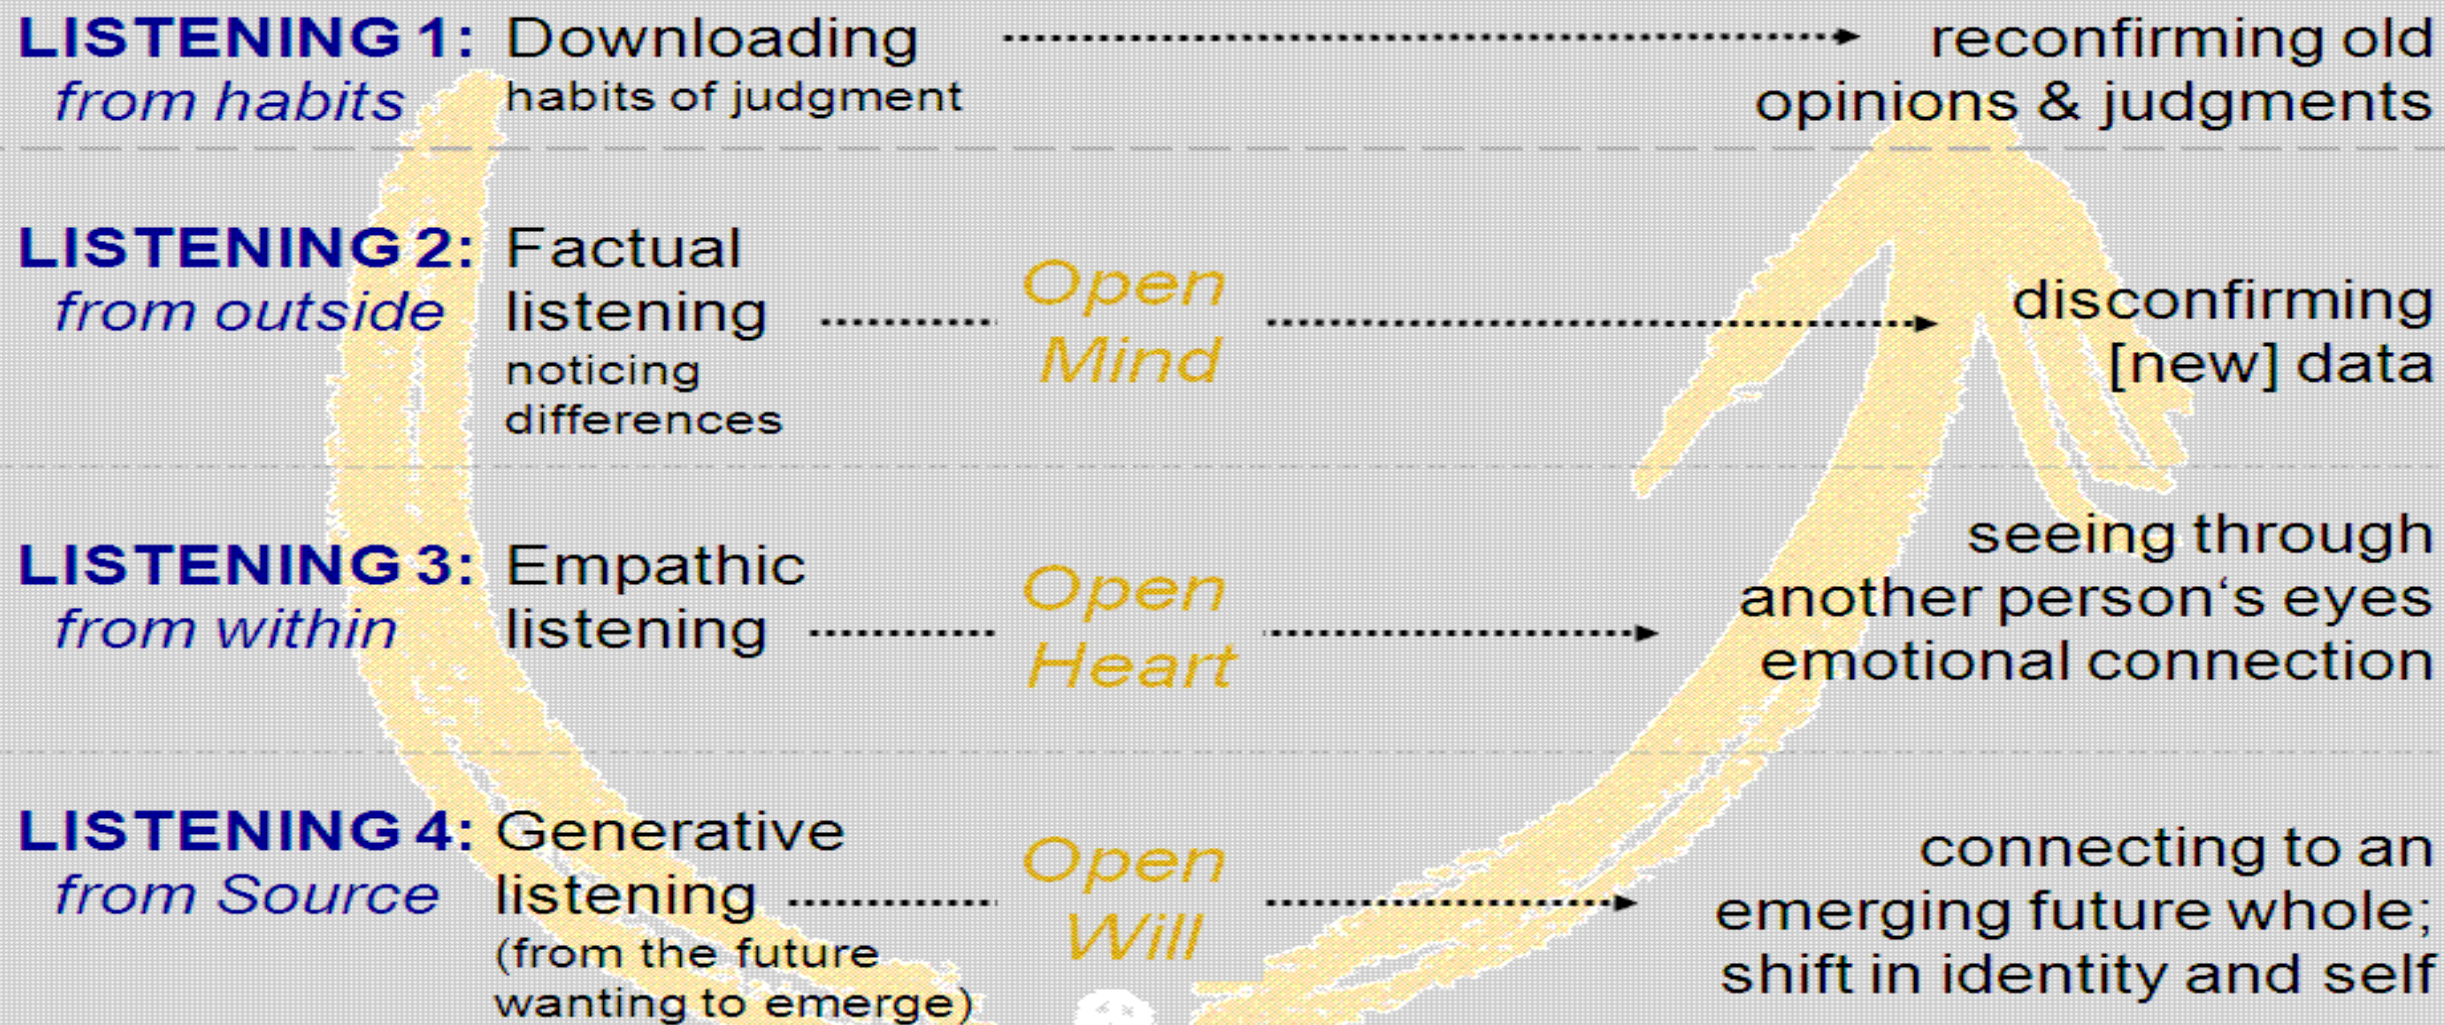 LISTENING 1: Downloading reconfirming old
from habits habits of judgment opinions & judgments
LISTENING 2: Factual
from outside listening
noticing
differences
Open
Mind
disconfirming
[new] data
LISTENING 3: Empathic
from within listening
Open
Heart
seeing through
another person‘s eyes
emotional connection
LISTENING 4: Generative
from Source listening
(from the future
wanting to emerge)
Open
Will
connecting to an
emerging future whole;
shift in identity and self